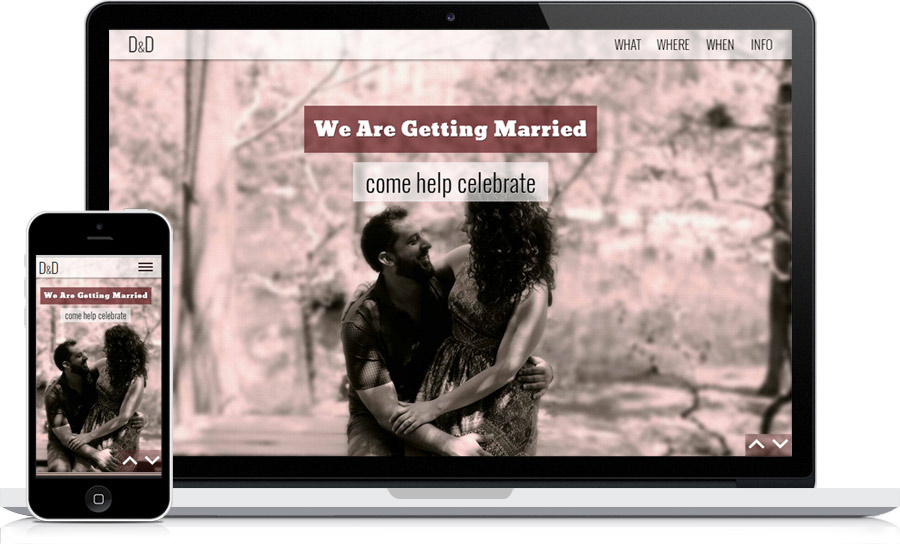 D&D
WHAT WHERE WHEN INFO
We Are Getting Married
come help celebrate
D&D
We Are Getting Married
come help celebrate